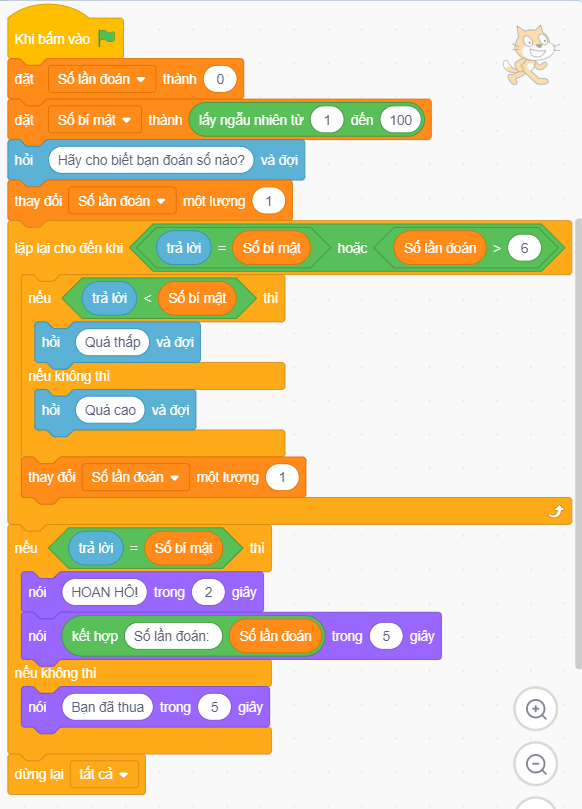 Khi bấm vào
đặt Số lần đoán thành 0
đặt Số bí mật thành lấy ngẫu nhiên từ 1 đến 100
hỏi Hãy cho biết bạn đoán số nào? và đợi
thay đổi Số lần đoán một lượng 1
lặp lại cho đến khi trả lời = Số bí mật hoặc Số lần đoán > 6
nếu trả lời < Số bí mật thì
hỏi Quá thấp và đợi
nếu không thì
hỏi Quá cao và đợi
thay đổi Số lần đoán một lượng 1
nếu trả lời = Số bí mật thì
nói HOAN HÔ! trong 2 giây
nói kết hợp Số lần đoán: Số lần đoán trong 5 giây
nếu không thì
nói Bạn đã thua trong 5 giây
dừng lại tất cả